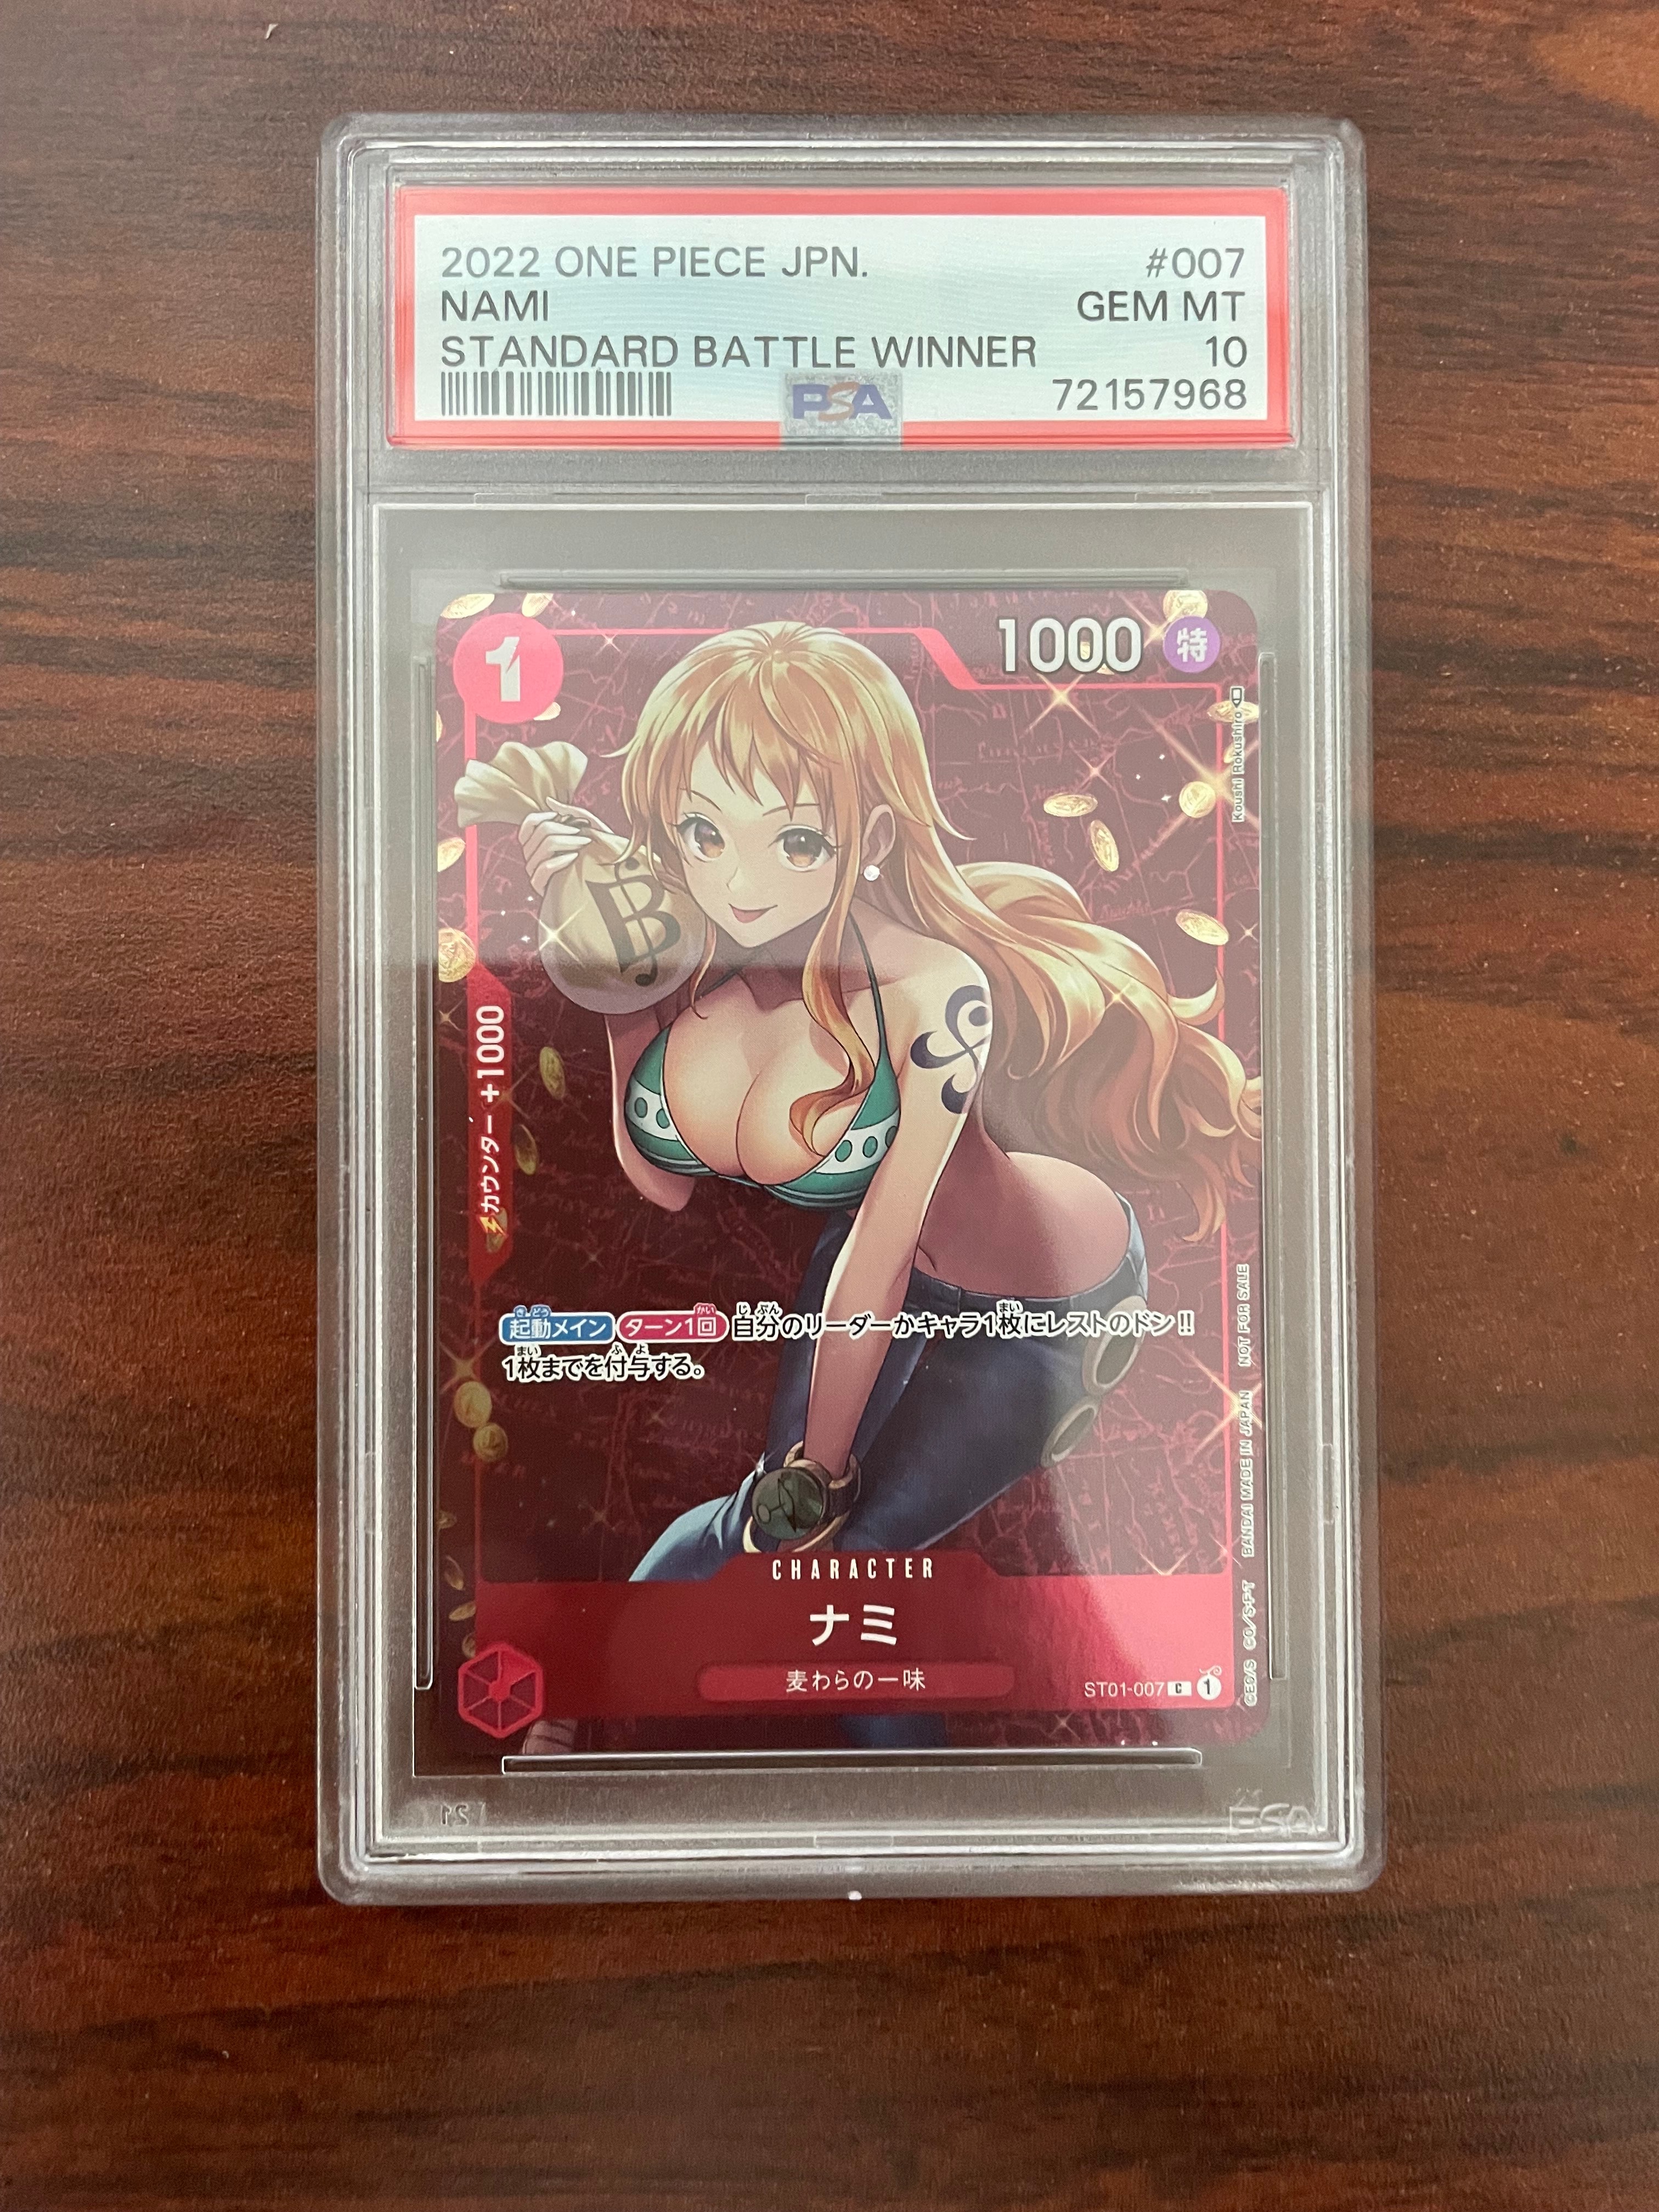 2022 ONE PIECE JPN. #007
NAMI GEM MT
STANDARD BATTLE WINNER 10
PSA 72157968
1 1000 特
Koushi Rokushiro
B
カウンター +1000
起動メイン ターン1回 自分のリーダーかキャラ1枚にレストのドン!!
1枚までを付与する。
CHARACTER
ナミ
麦わらの一味
ST01-007 C 1
BANDAI MADE IN JAPAN NOT FOR SALE
PSA